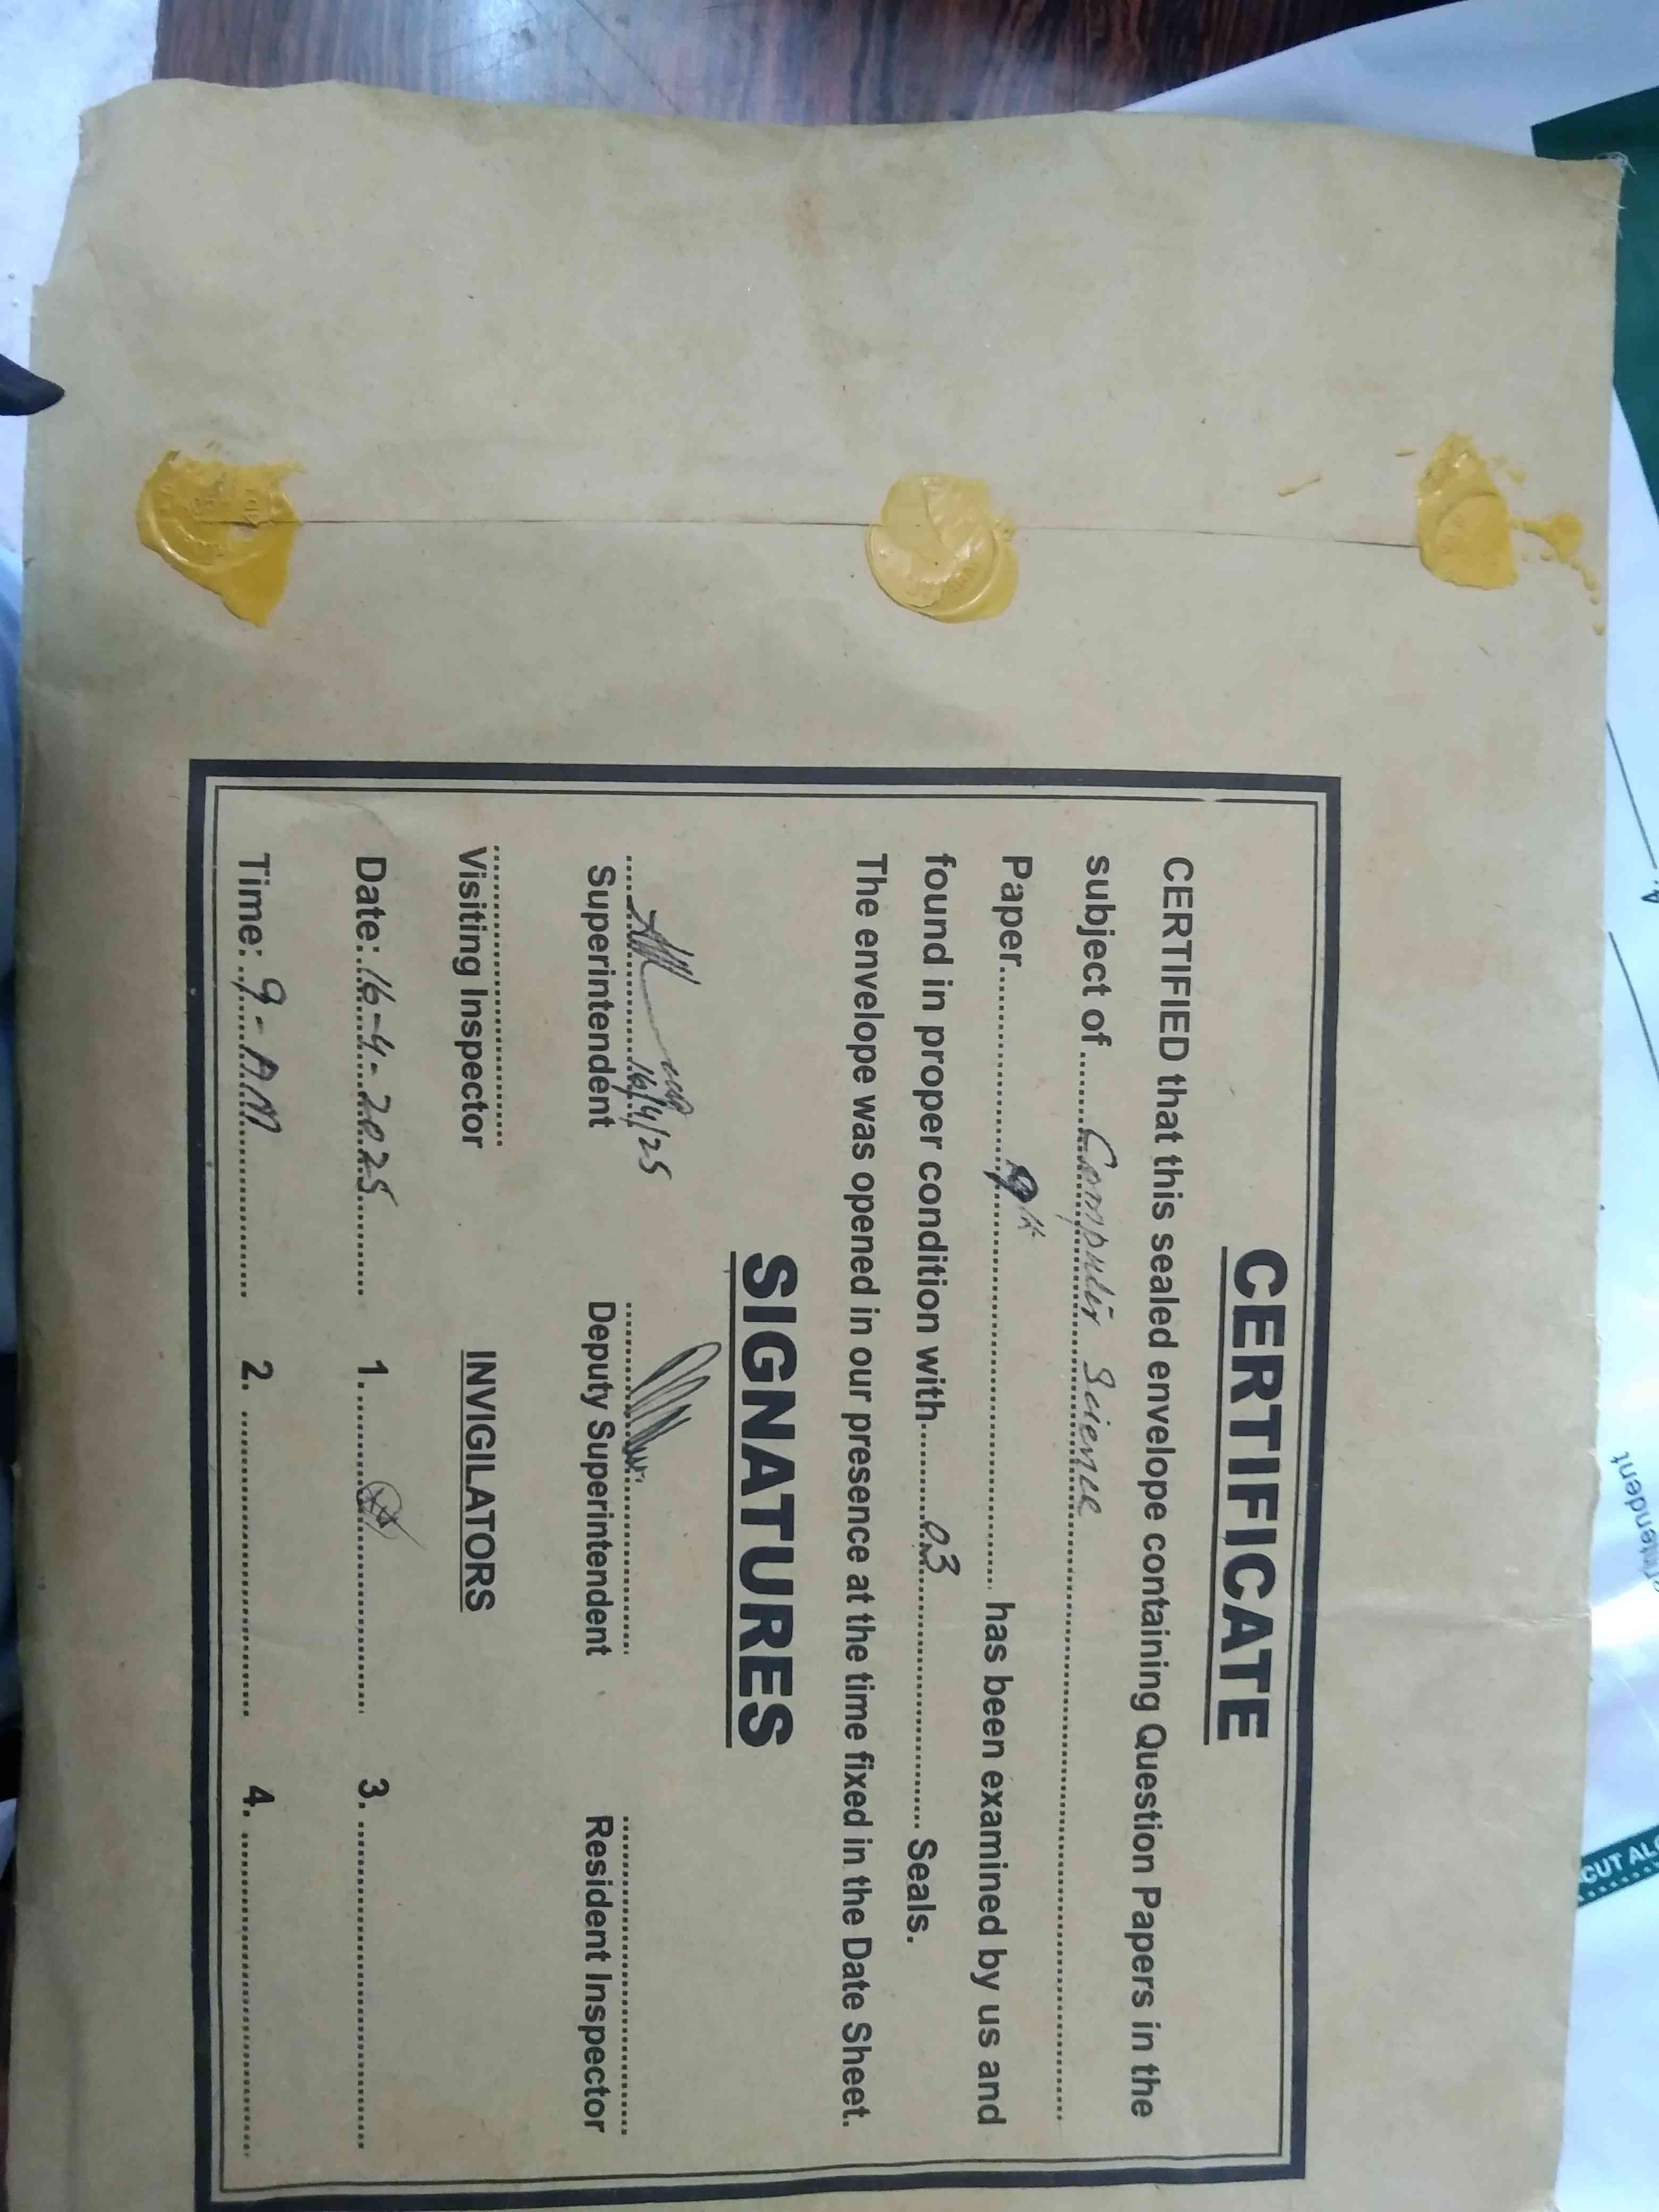 CERTIFICATE
CERTIFIED that this sealed envelope containing Question Papers in the
subject of Computer Science
Paper 9th has been examined by us and
found in proper condition with 03 Seals.
The envelope was opened in our presence at the time fixed in the Date Sheet.
SIGNATURES
16/4/25
Superintendent Deputy Superintendent Resident Inspector
Visiting Inspector INVIGILATORS
Date: 16-4-2025 1. 3.
Time: 9-AM 2. 4.
CUT ALO